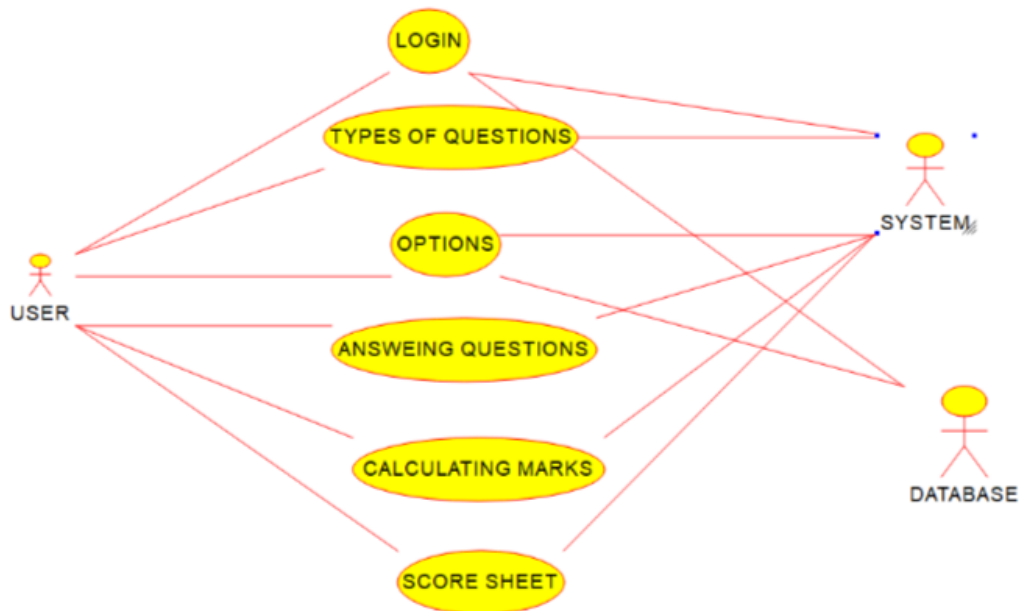 LOGIN
TYPES OF QUESTIONS
SYSTEM
OPTIONS
USER
ANSWEING QUESTIONS
CALCULATING MARKS
DATABASE
SCORE SHEET